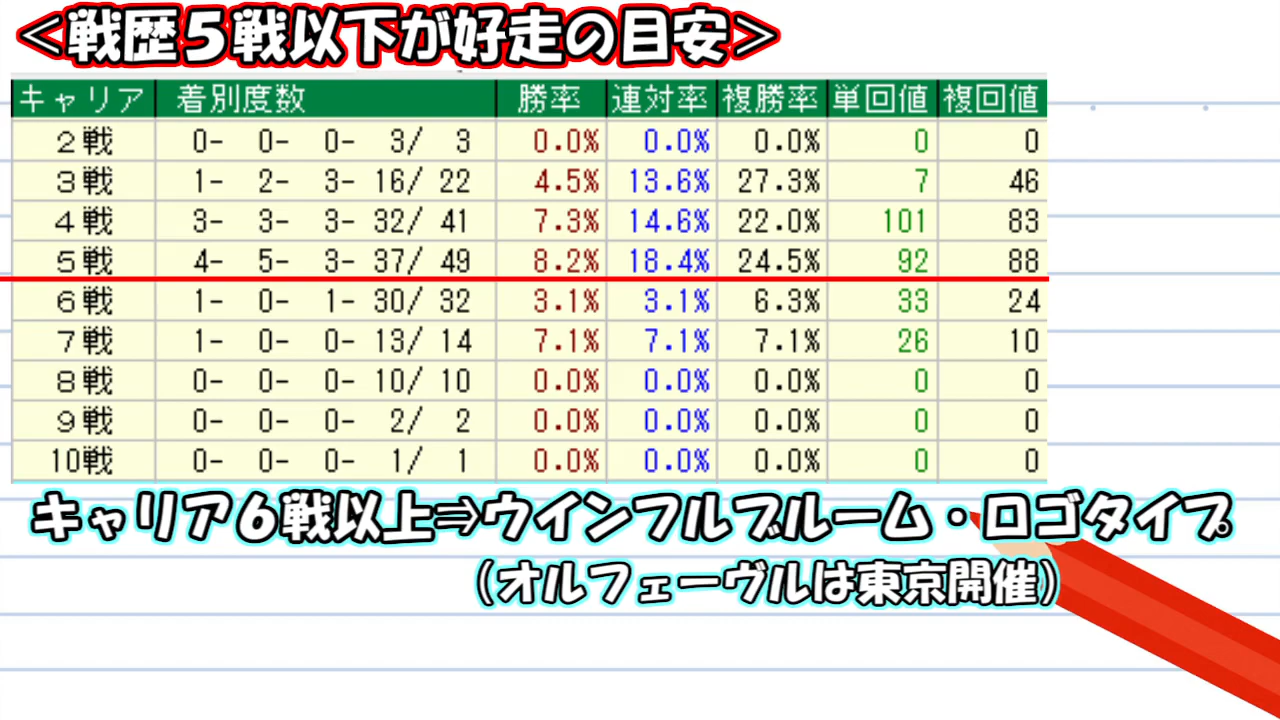 ＜戦歴５戦以下が好走の目安＞
キャリア 着別度数 勝率 連対率 複勝率 単回値 複回値
２戦 0- 0- 0- 3/ 3 0.0% 0.0% 0.0% 0 0
３戦 1- 2- 3- 16/ 22 4.5% 13.6% 27.3% 7 46
４戦 3- 3- 3- 32/ 41 7.3% 14.6% 22.0% 101 83
５戦 4- 5- 3- 37/ 49 8.2% 18.4% 24.5% 92 88
６戦 1- 0- 1- 30/ 32 3.1% 3.1% 6.3% 33 24
７戦 1- 0- 0- 13/ 14 7.1% 7.1% 7.1% 26 10
８戦 0- 0- 0- 10/ 10 0.0% 0.0% 0.0% 0 0
９戦 0- 0- 0- 2/ 2 0.0% 0.0% 0.0% 0 0
10戦 0- 0- 0- 1/ 1 0.0% 0.0% 0.0% 0 0
キャリア６戦以上⇒ウインフルブルーム・ロゴタイプ
（オルフェーヴルは東京開催）